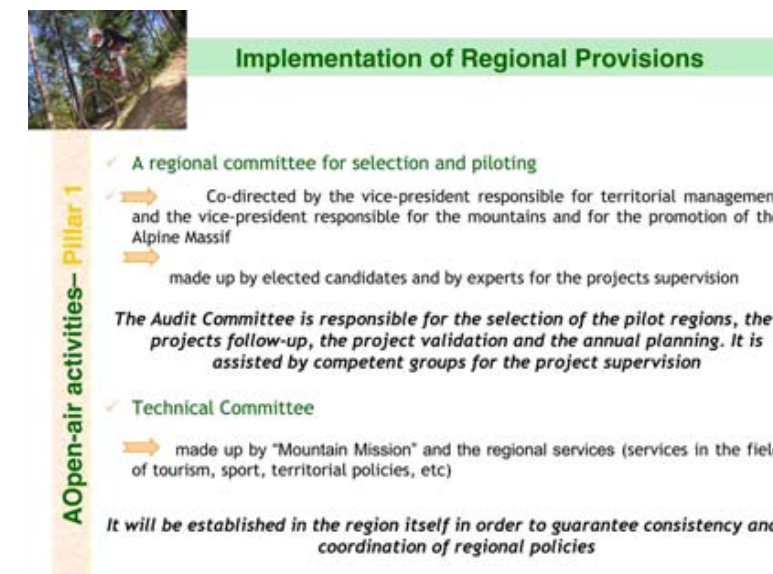 Implementation of Regional Provisions
AOpen-air activities– Pillar 1
A regional committee for selection and piloting
Co-directed by the vice-president responsible for territorial managemen
and the vice-president responsible for the mountains and for the promotion of th
Alpine Massif
made up by elected candidates and by experts for the projects supervision
The Audit Committee is responsible for the selection of the pilot regions, the
projects follow-up, the project validation and the annual planning. It is
assisted by competent groups for the project supervision
Technical Committee
made up by "Mountain Mission" and the regional services (services in the fiel
of tourism, sport, territorial policies, etc)
It will be established in the region itself in order to guarantee consistency an
coordination of regional policies